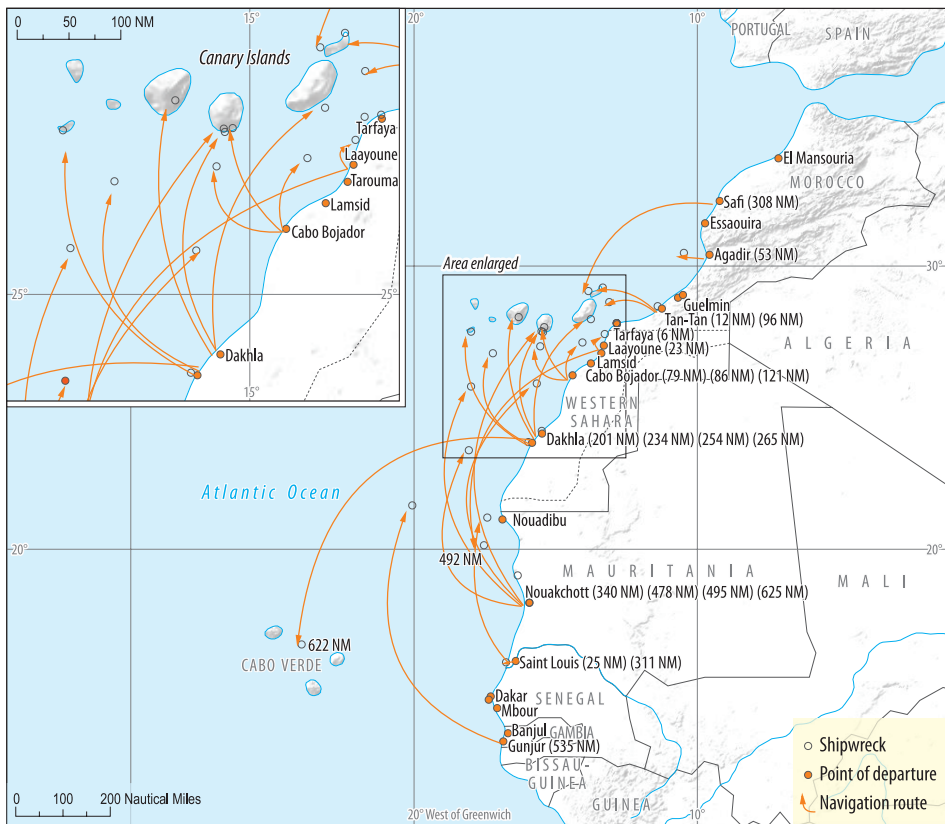 0 50 100 NM
15°
20°
10°
PORTUGAL
SPAIN
Canary Islands
Tarfaya
Laayoune
Tarouma
Lamsid
Cabo Bojador
25°
25°
Dakhla
15°
El Mansouria
MOROCCO
Safi (308 NM)
Essaouira
Agadir (53 NM)
Area enlarged
30°
30°
Guelmin
Tan-Tan (12 NM) (96 NM)
Tarfaya (6 NM)
Laayoune (23 NM)
Lamsid
Cabo Bojador (79 NM) (86 NM) (121 NM)
ALGERIA
WESTERN
SAHARA
Dakhla (201 NM) (234 NM) (254 NM) (265 NM)
Atlantic Ocean
Nouadibu
20°
20°
492 NM
MAURITANIA
MALI
Nouakchott (340 NM) (478 NM) (495 NM) (625 NM)
622 NM
CABO VERDE
Saint Louis (25 NM) (311 NM)
Dakar
SENEGAL
Mbour
Banjul
GAMBIA
Gunjur (535 NM)
BISSAU-
GUINEA
GUINEA
Shipwreck
Point of departure
Navigation route
0 100 200 Nautical Miles
20° West of Greenwich
10°